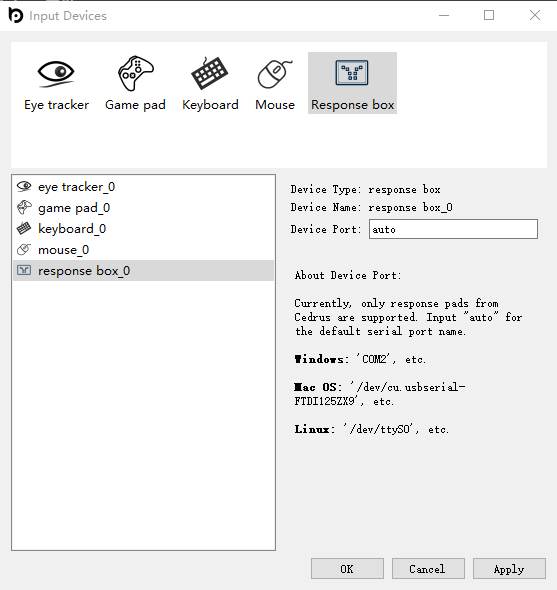 Input Devices
Eye tracker
Game pad
Keyboard
Mouse
Response box
eye tracker_0
game pad_0
keyboard_0
mouse_0
response box_0
Device Type: response box
Device Name: response box_0
Device Port: auto
About Device Port:
Currently, only response pads from
Cedrus are supported. Input "auto" for
the default serial port name.
Windows: 'COM2', etc.
Mac OS: '/dev/cu.usbserial-
FTDI125ZX9', etc.
Linux: '/dev/ttyS0', etc.
OK
Cancel
Apply